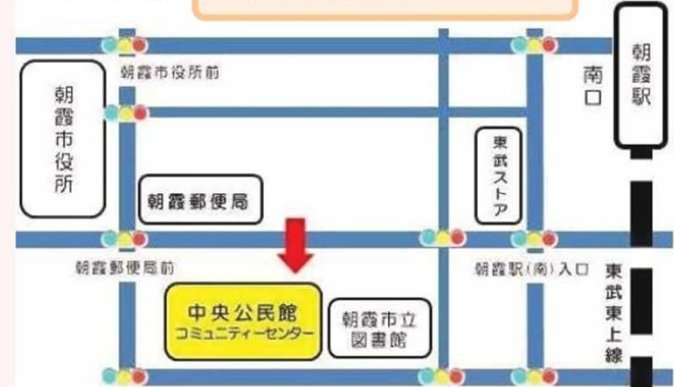 朝霞駅
南口
朝霞市役所前
朝霞市役所
東武ストア
朝霞郵便局
朝霞郵便局前
朝霞駅(南)入口
東武東上線
中央公民館
コミュニティーセンター
朝霞市立
図書館